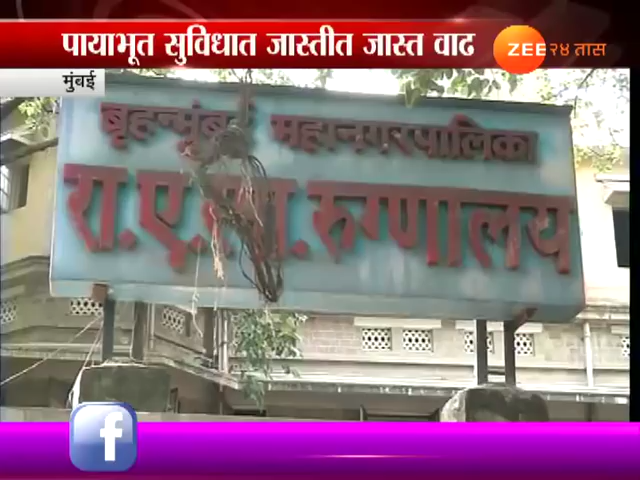 पायाभूत सुविधात जास्तीत जास्त वाढ
ZEE २४ तास
मुंबई
बृहन्मुंबई महानगरपालिका
रा.ए.स्मा.रुग्णालय
f